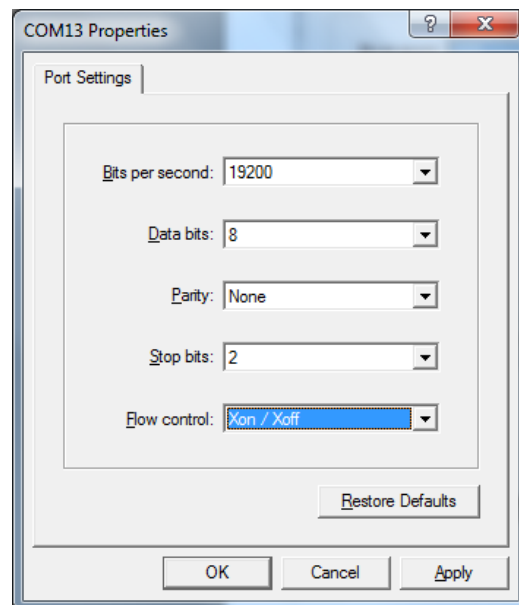 COM13 Properties
?
X
Port Settings
Bits per second: 19200
Data bits: 8
Parity: None
Stop bits: 2
Flow control: Xon / Xoff
Restore Defaults
OK Cancel Apply